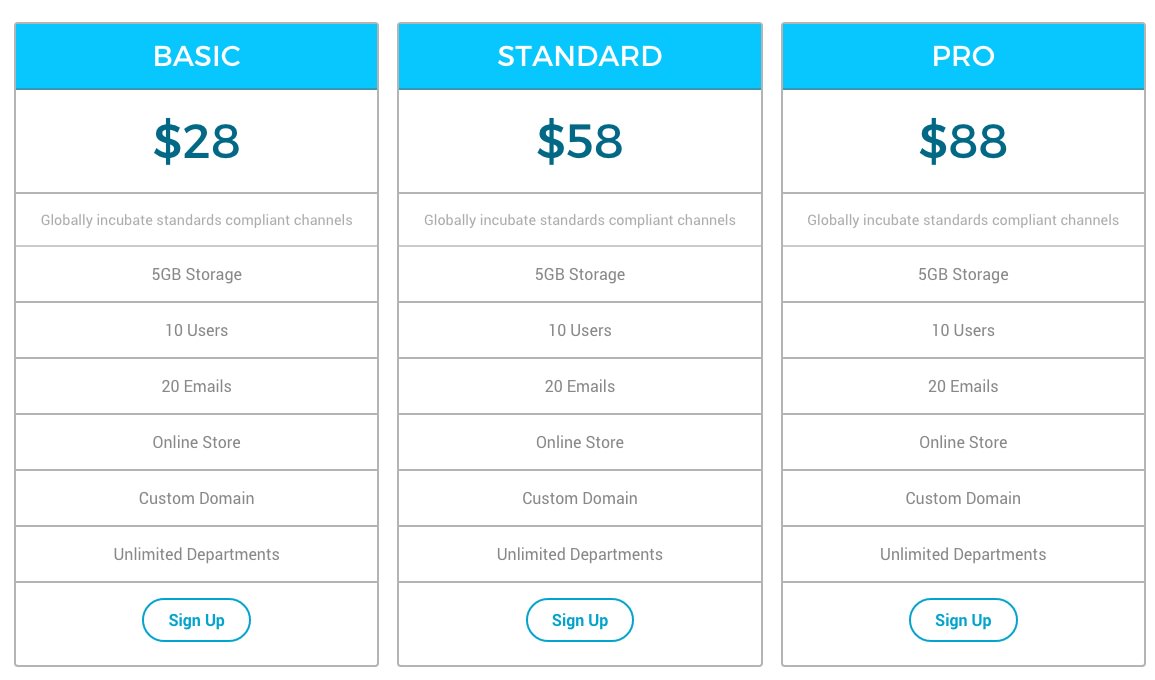 BASIC
$28
Globally incubate standards compliant channels
5GB Storage
10 Users
20 Emails
Online Store
Custom Domain
Unlimited Departments
Sign Up
STANDARD
$58
Globally incubate standards compliant channels
5GB Storage
10 Users
20 Emails
Online Store
Custom Domain
Unlimited Departments
Sign Up
PRO
$88
Globally incubate standards compliant channels
5GB Storage
10 Users
20 Emails
Online Store
Custom Domain
Unlimited Departments
Sign Up